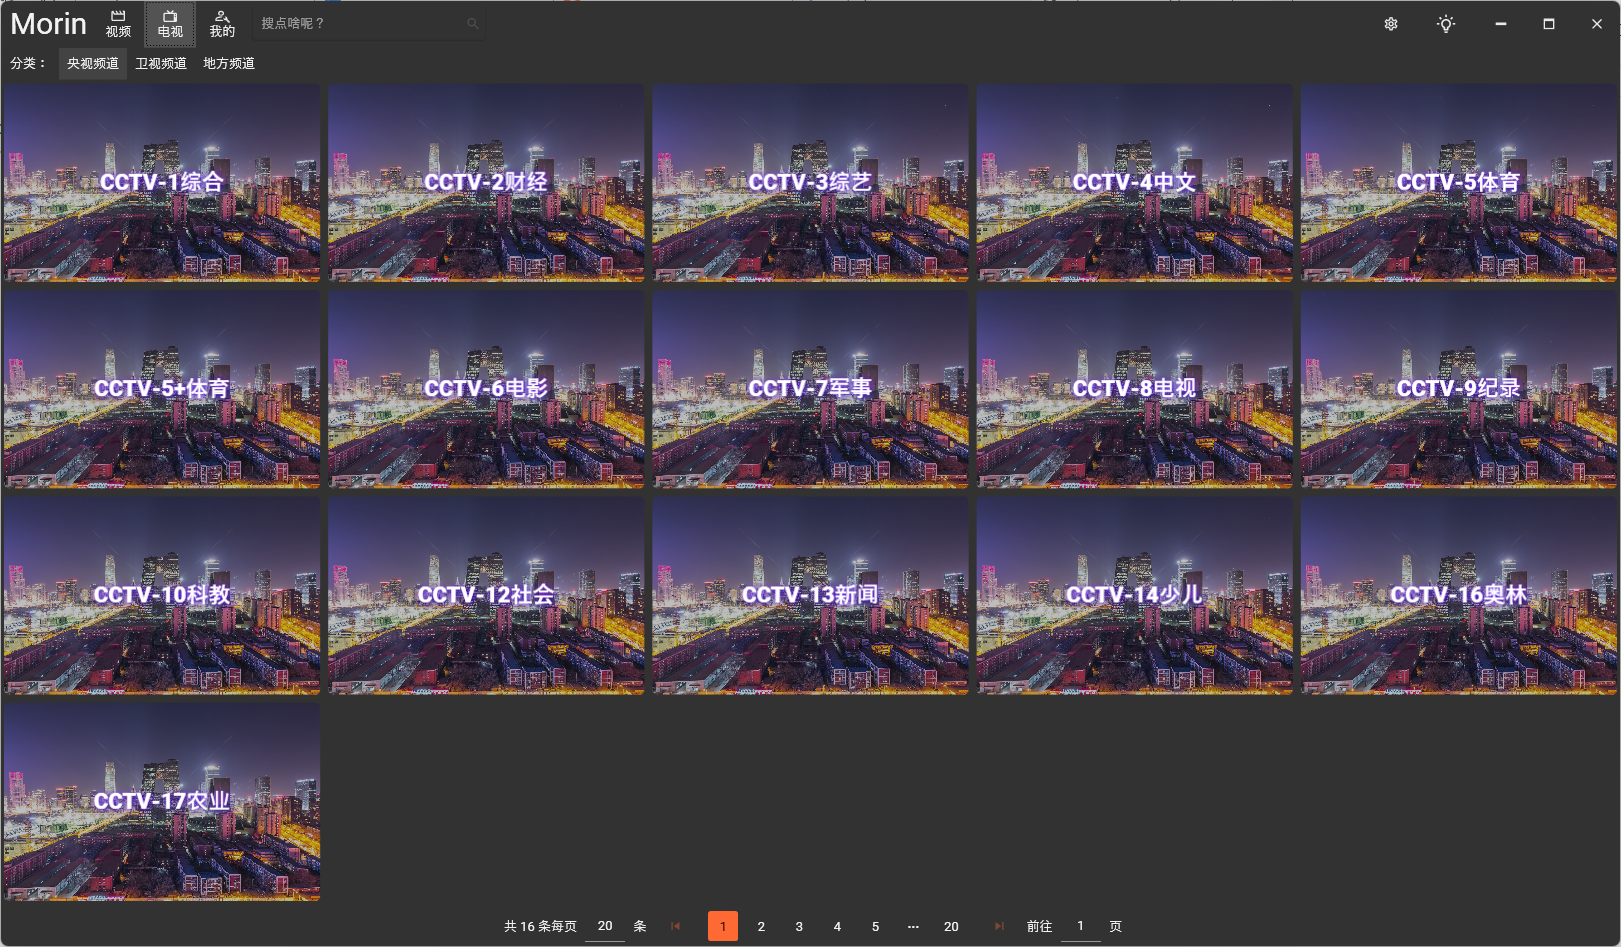 Morin 视频 电视 我的 搜点啥呢？
分类： 央视频道 卫视频道 地方频道
CCTV-1综合 CCTV-2财经 CCTV-3综艺 CCTV-4中文 CCTV-5体育
CCTV-5+体育 CCTV-6电影 CCTV-7军事 CCTV-8电视 CCTV-9纪录
CCTV-10科教 CCTV-12社会 CCTV-13新闻 CCTV-14少儿 CCTV-16奥林
CCTV-17农业
共 16 条每页 20 条 1 2 3 4 5 ··· 20 前往 1 页